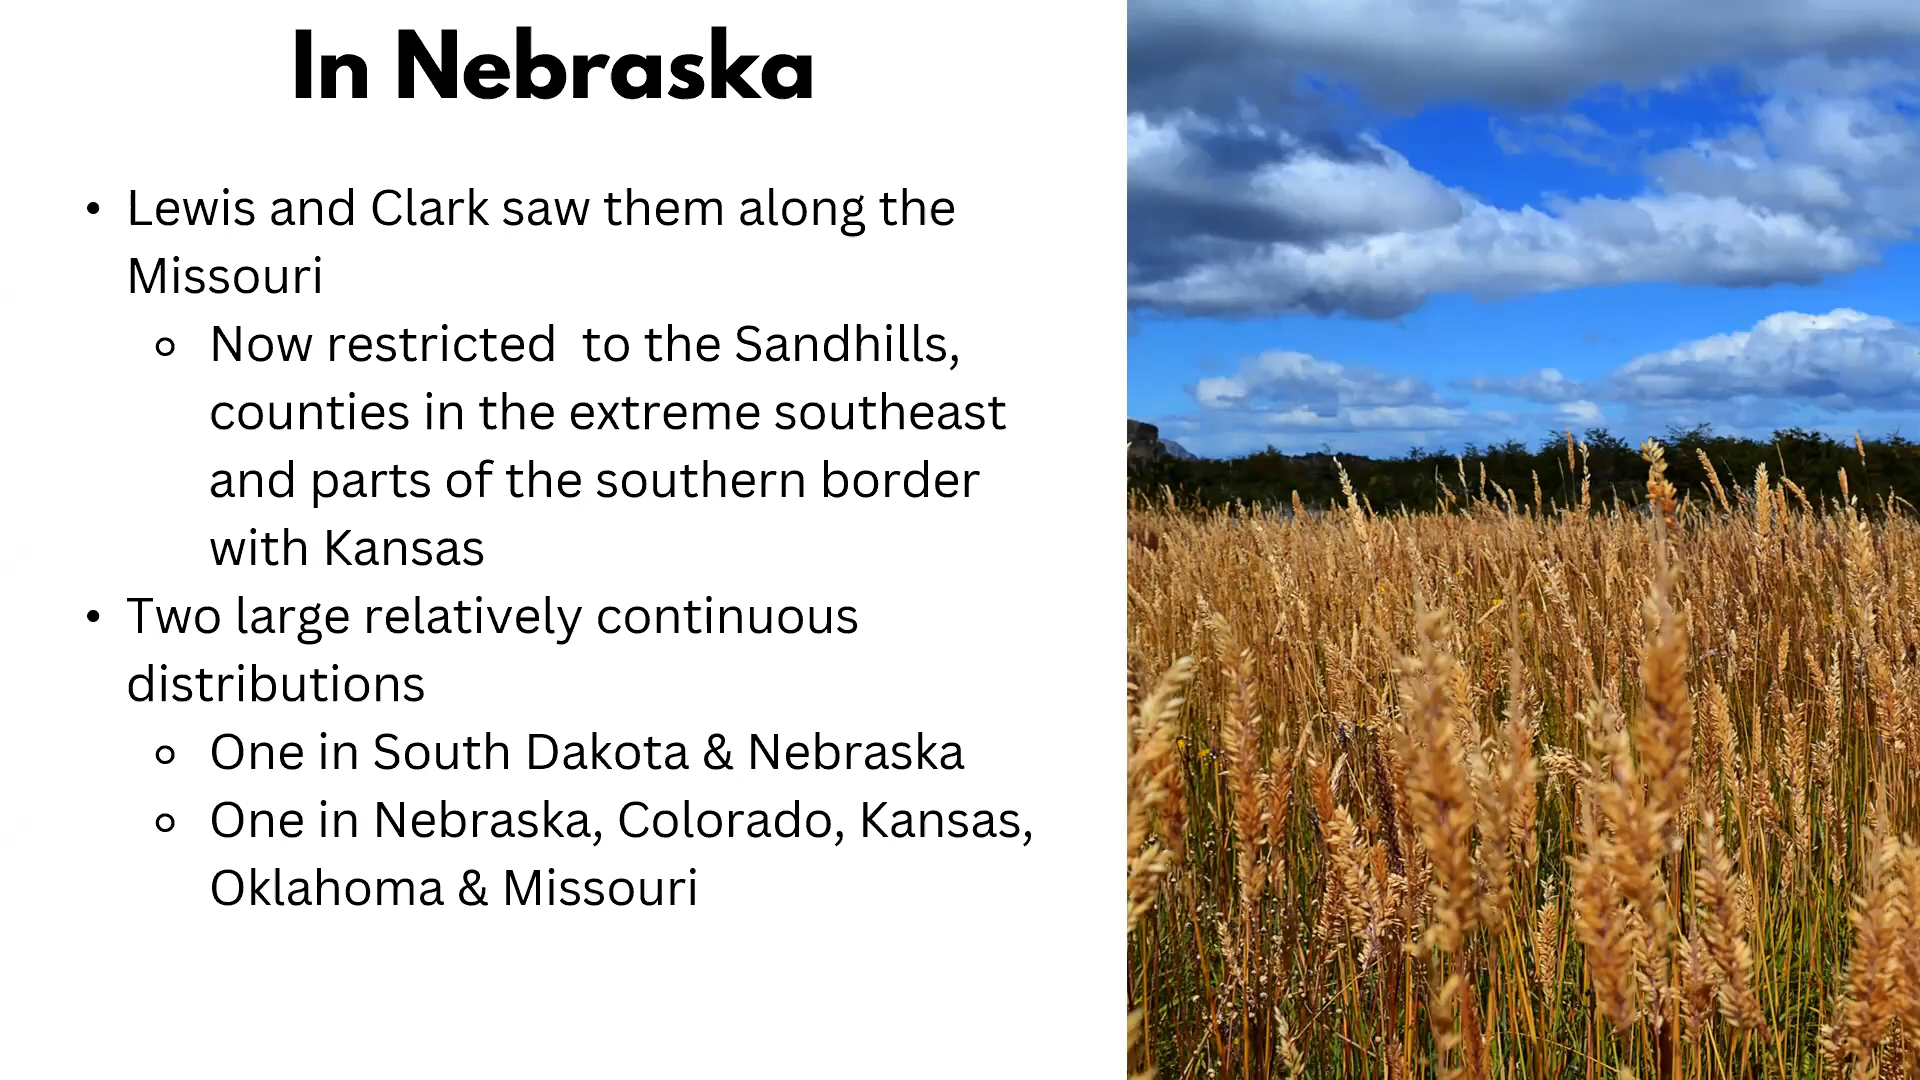 In Nebraska
• Lewis and Clark saw them along the
Missouri
◦ Now restricted  to the Sandhills,
counties in the extreme southeast
and parts of the southern border
with Kansas
• Two large relatively continuous
distributions
◦ One in South Dakota & Nebraska
◦ One in Nebraska, Colorado, Kansas,
Oklahoma & Missouri